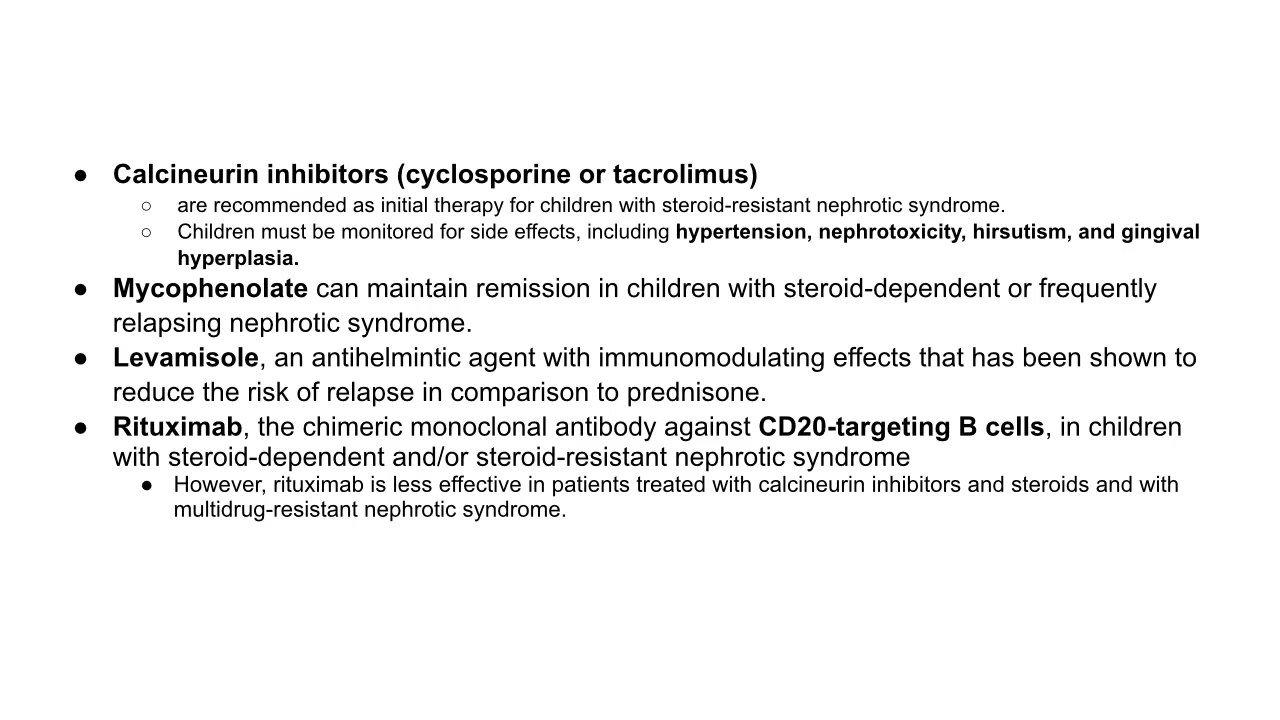 ● Calcineurin inhibitors (cyclosporine or tacrolimus)
○ are recommended as initial therapy for children with steroid-resistant nephrotic syndrome.
○ Children must be monitored for side effects, including hypertension, nephrotoxicity, hirsutism, and gingival
hyperplasia.
● Mycophenolate can maintain remission in children with steroid-dependent or frequently
relapsing nephrotic syndrome.
● Levamisole, an antihelmintic agent with immunomodulating effects that has been shown to
reduce the risk of relapse in comparison to prednisone.
● Rituximab, the chimeric monoclonal antibody against CD20-targeting B cells, in children
with steroid-dependent and/or steroid-resistant nephrotic syndrome
● However, rituximab is less effective in patients treated with calcineurin inhibitors and steroids and with
multidrug-resistant nephrotic syndrome.